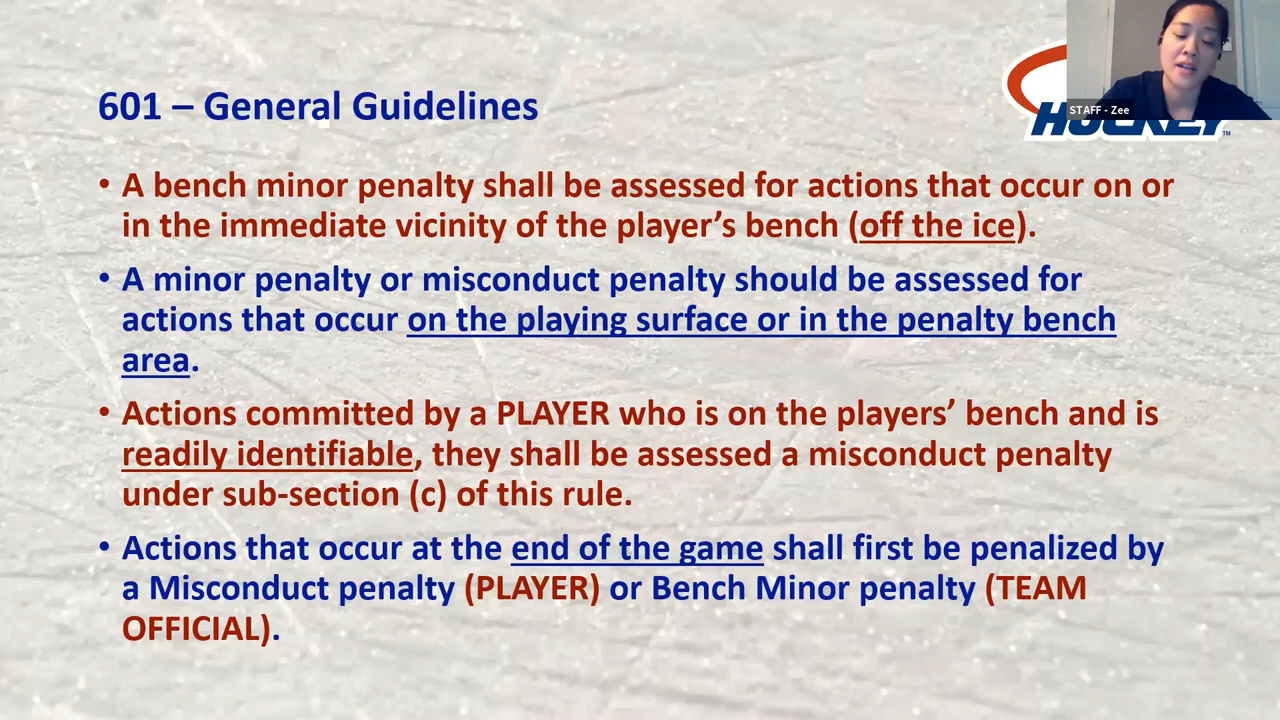 601 – General Guidelines
STAFF - Zee
HOCKEY™
• A bench minor penalty shall be assessed for actions that occur on or
in the immediate vicinity of the player’s bench (off the ice).
• A minor penalty or misconduct penalty should be assessed for
actions that occur on the playing surface or in the penalty bench
area.
• Actions committed by a PLAYER who is on the players’ bench and is
readily identifiable, they shall be assessed a misconduct penalty
under sub-section (c) of this rule.
• Actions that occur at the end of the game shall first be penalized by
a Misconduct penalty (PLAYER) or Bench Minor penalty (TEAM
OFFICIAL).